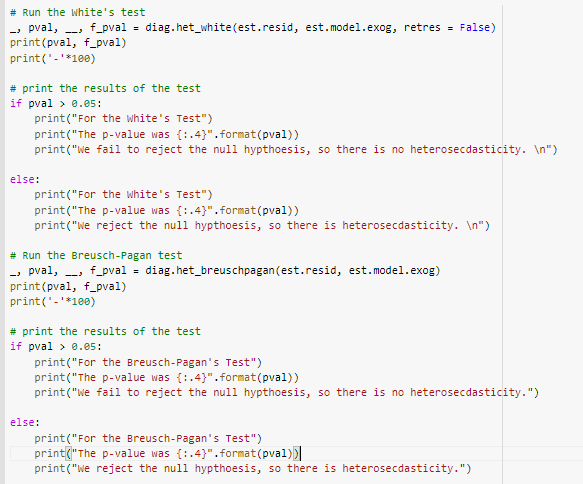 # Run the White's test
_, pval, __, f_pval = diag.het_white(est.resid, est.model.exog, retres = False)
print(pval, f_pval)
print('-'*100)
# print the results of the test
if pval > 0.05:
print("For the White's Test")
print("The p-value was {:.4}".format(pval))
print("We fail to reject the null hypthoesis, so there is no heterosecdasticity. \n")
else:
print("For the White's Test")
print("The p-value was {:.4}".format(pval))
print("We reject the null hypthoesis, so there is heterosecdasticity. \n")
# Run the Breusch-Pagan test
_, pval, __, f_pval = diag.het_breuschpagan(est.resid, est.model.exog)
print(pval, f_pval)
print('-'*100)
# print the results of the test
if pval > 0.05:
print("For the Breusch-Pagan's Test")
print("The p-value was {:.4}".format(pval))
print("We fail to reject the null hypthoesis, so there is no heterosecdasticity.")
else:
print("For the Breusch-Pagan's Test")
print("The p-value was {:.4}".format(pval))
print("We reject the null hypthoesis, so there is heterosecdasticity.")